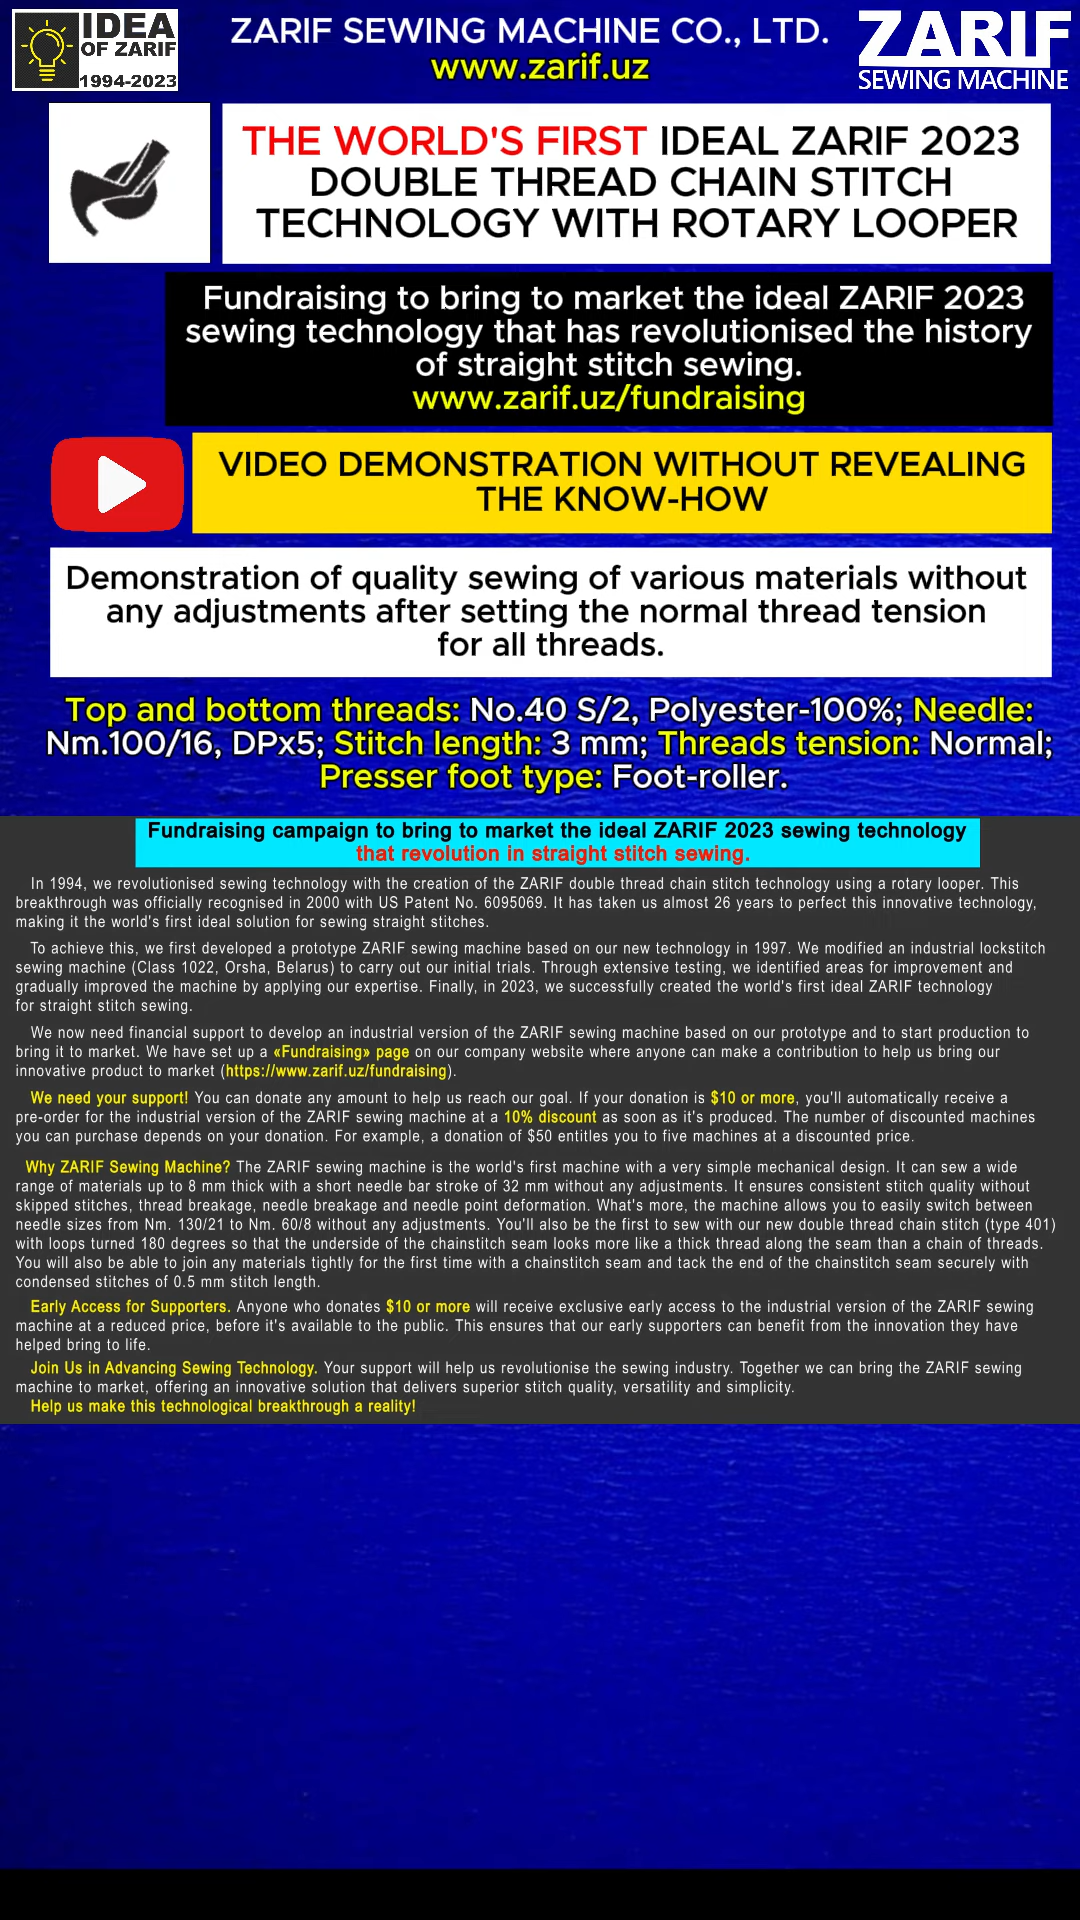 IDEA
OF ZARIF
1994-2023
ZARIF SEWING MACHINE CO., LTD.
www.zarif.uz
ZARIF
SEWING MACHINE
THE WORLD'S FIRST IDEAL ZARIF 2023
DOUBLE THREAD CHAIN STITCH
TECHNOLOGY WITH ROTARY LOOPER
Fundraising to bring to market the ideal ZARIF 2023
sewing technology that has revolutionised the history
of straight stitch sewing.
www.zarif.uz/fundraising
VIDEO DEMONSTRATION WITHOUT REVEALING
THE KNOW-HOW
Demonstration of quality sewing of various materials without
any adjustments after setting the normal thread tension
for all threads.
Top and bottom threads: No.40 S/2, Polyester-100%; Needle:
Nm.100/16, DPx5; Stitch length: 3 mm; Threads tension: Normal;
Presser foot type: Foot-roller.
Fundraising campaign to bring to market the ideal ZARIF 2023 sewing technology
that revolution in straight stitch sewing.
In 1994, we revolutionised sewing technology with the creation of the ZARIF double thread chain stitch technology using a rotary looper. This
breakthrough was officially recognised in 2000 with US Patent No. 6095069. It has taken us almost 26 years to perfect this innovative technology,
making it the world's first ideal solution for sewing straight stitches.
To achieve this, we first developed a prototype ZARIF sewing machine based on our new technology in 1997. We modified an industrial lockstitch
sewing machine (Class 1022, Orsha, Belarus) to carry out our initial trials. Through extensive testing, we identified areas for improvement and
gradually improved the machine by applying our expertise. Finally, in 2023, we successfully created the world's first ideal ZARIF technology
for straight stitch sewing.
We now need financial support to develop an industrial version of the ZARIF sewing machine based on our prototype and to start production to
bring it to market. We have set up a «Fundraising» page on our company website where anyone can make a contribution to help us bring our
innovative product to market (https://www.zarif.uz/fundraising).
We need your support! You can donate any amount to help us reach our goal. If your donation is $10 or more, you'll automatically receive a
pre-order for the industrial version of the ZARIF sewing machine at a 10% discount as soon as it's produced. The number of discounted machines
you can purchase depends on your donation. For example, a donation of $50 entitles you to five machines at a discounted price.
Why ZARIF Sewing Machine? The ZARIF sewing machine is the world's first machine with a very simple mechanical design. It can sew a wide
range of materials up to 8 mm thick with a short needle bar stroke of 32 mm without any adjustments. It ensures consistent stitch quality without
skipped stitches, thread breakage, needle breakage and needle point deformation. What's more, the machine allows you to easily switch between
needle sizes from Nm. 130/21 to Nm. 60/8 without any adjustments. You'll also be the first to sew with our new double thread chain stitch (type 401)
with loops turned 180 degrees so that the underside of the chainstitch seam looks more like a thick thread along the seam than a chain of threads.
You will also be able to join any materials tightly for the first time with a chainstitch seam and tack the end of the chainstitch seam securely with
condensed stitches of 0.5 mm stitch length.
Early Access for Supporters. Anyone who donates $10 or more will receive exclusive early access to the industrial version of the ZARIF sewing
machine at a reduced price, before it's available to the public. This ensures that our early supporters can benefit from the innovation they have
helped bring to life.
Join Us in Advancing Sewing Technology. Your support will help us revolutionise the sewing industry. Together we can bring the ZARIF sewing
machine to market, offering an innovative solution that delivers superior stitch quality, versatility and simplicity.
Help us make this technological breakthrough a reality!